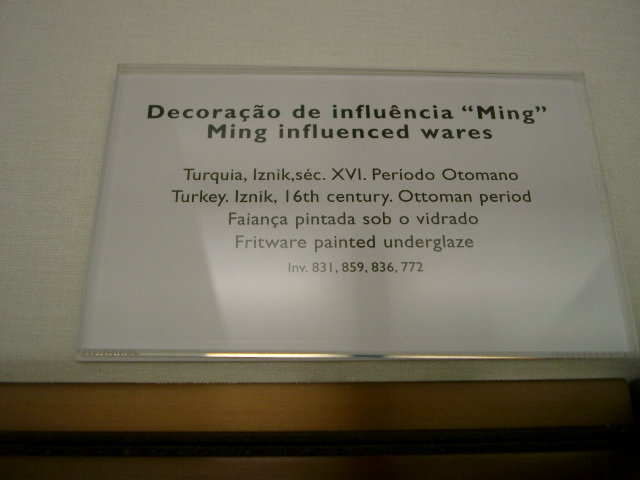 Decoração de influência “Ming”
Ming influenced wares
Turquia, Iznik,séc. XVI. Período Otomano
Turkey. Iznik, 16th century. Ottoman period
Faiança pintada sob o vidrado
Fritware painted underglaze
Inv. 831, 859, 836, 772